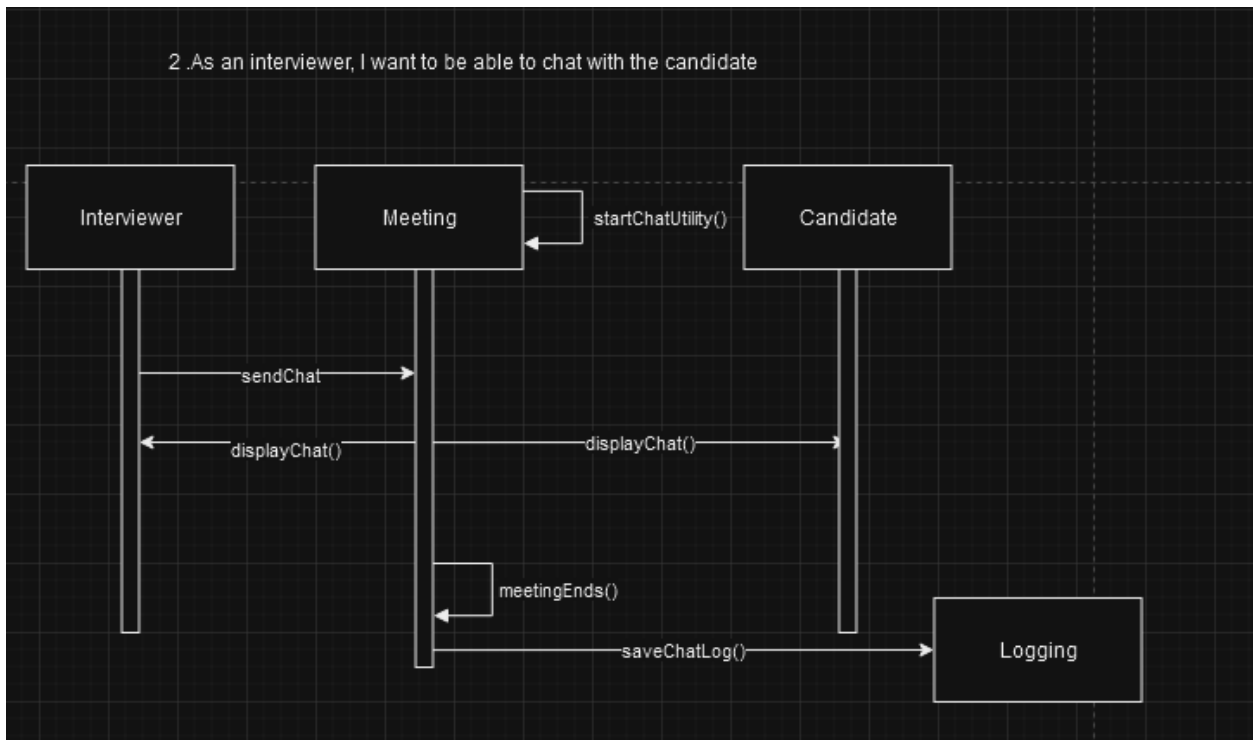 2 .As an interviewer, I want to be able to chat with the candidate
Interviewer
Meeting
startChatUtility()
Candidate
sendChat
displayChat()
displayChat()
meetingEnds()
saveChatLog()
Logging